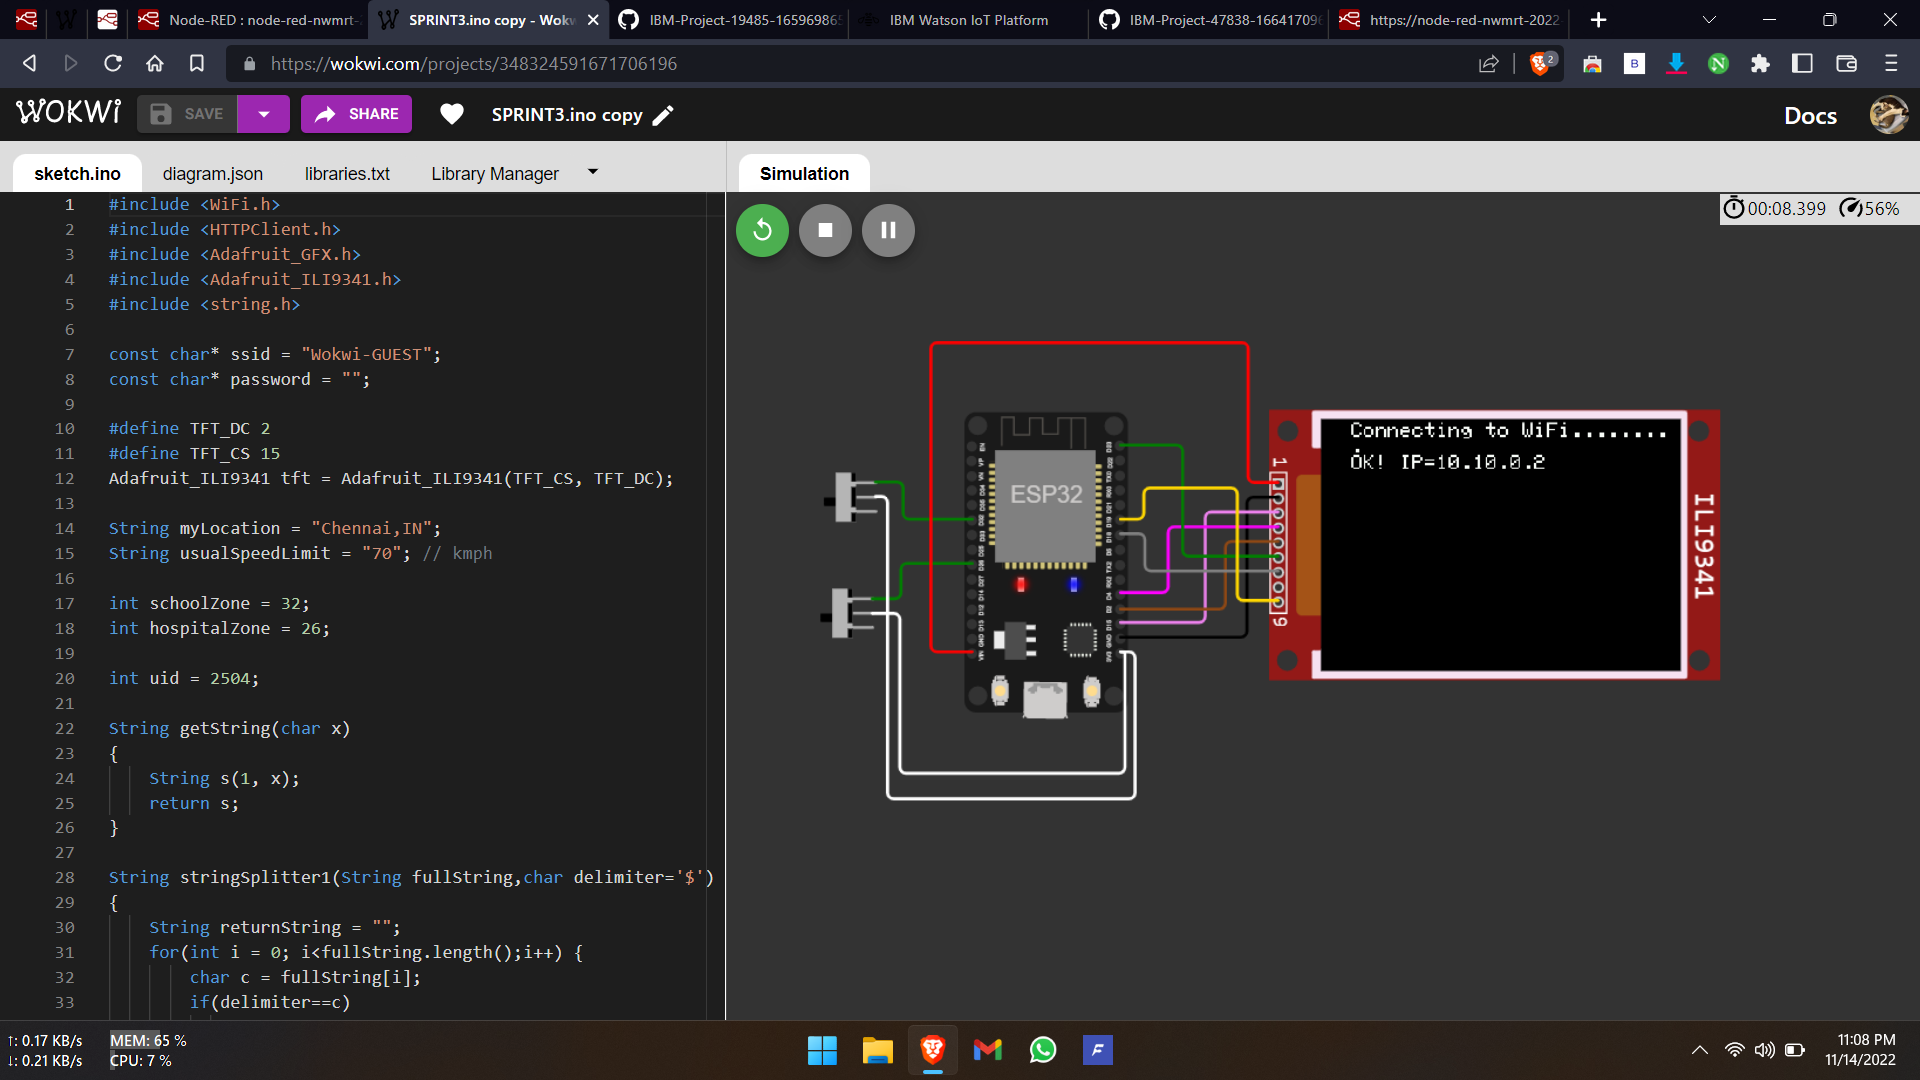 Node-RED : node-red-nwmrt-
SPRINT3.ino copy - Wokw
IBM-Project-19485-165969865
IBM Watson IoT Platform
IBM-Project-47838-166417096
https://node-red-nwmrt-2022
https://wokwi.com/projects/348324591671706196
2
WOKWi
SAVE
SHARE
SPRINT3.ino copy
Docs
sketch.ino
diagram.json
libraries.txt
Library Manager
Simulation
00:08.399
56%
1 #include <WiFi.h>
2 #include <HTTPClient.h>
3 #include <Adafruit_GFX.h>
4 #include <Adafruit_ILI9341.h>
5 #include <string.h>
6
7 const char* ssid = "Wokwi-GUEST";
8 const char* password = "";
9
10 #define TFT_DC 2
11 #define TFT_CS 15
12 Adafruit_ILI9341 tft = Adafruit_ILI9341(TFT_CS, TFT_DC);
13
14 String myLocation = "Chennai,IN";
15 String usualSpeedLimit = "70"; // kmph
16
17 int schoolZone = 32;
18 int hospitalZone = 26;
19
20 int uid = 2504;
21
22 String getString(char x)
23 {
24 String s(1, x);
25 return s;
26 }
27
28 String stringSplitter1(String fullString,char delimiter='$')
29 {
30 String returnString = "";
31 for(int i = 0; i<fullString.length();i++) {
32 char c = fullString[i];
33 if(delimiter==c)
ESP32
Connecting to WiFi........
.
OK! IP=10.10.0.2
1
9
ILI9341
↑: 0.17 KB/s
↓: 0.21 KB/s
MEM: 65 %
CPU: 7 %
11:08 PM
11/14/2022